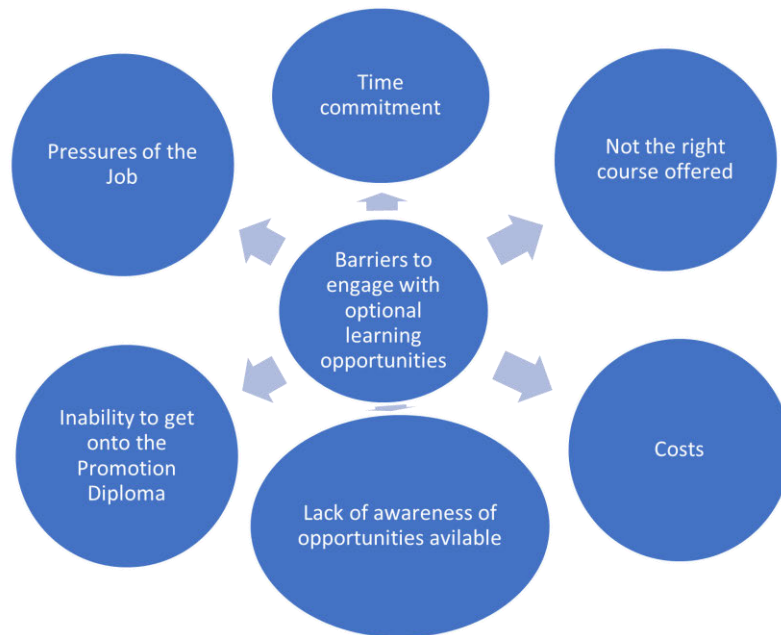 Time
commitment
Not the right
course offered
Costs
Lack of awareness of
opportunities avilable
Inability to get
onto the
Promotion
Diploma
Pressures of the
Job
Barriers to
engage with
optional
learning
opportunities